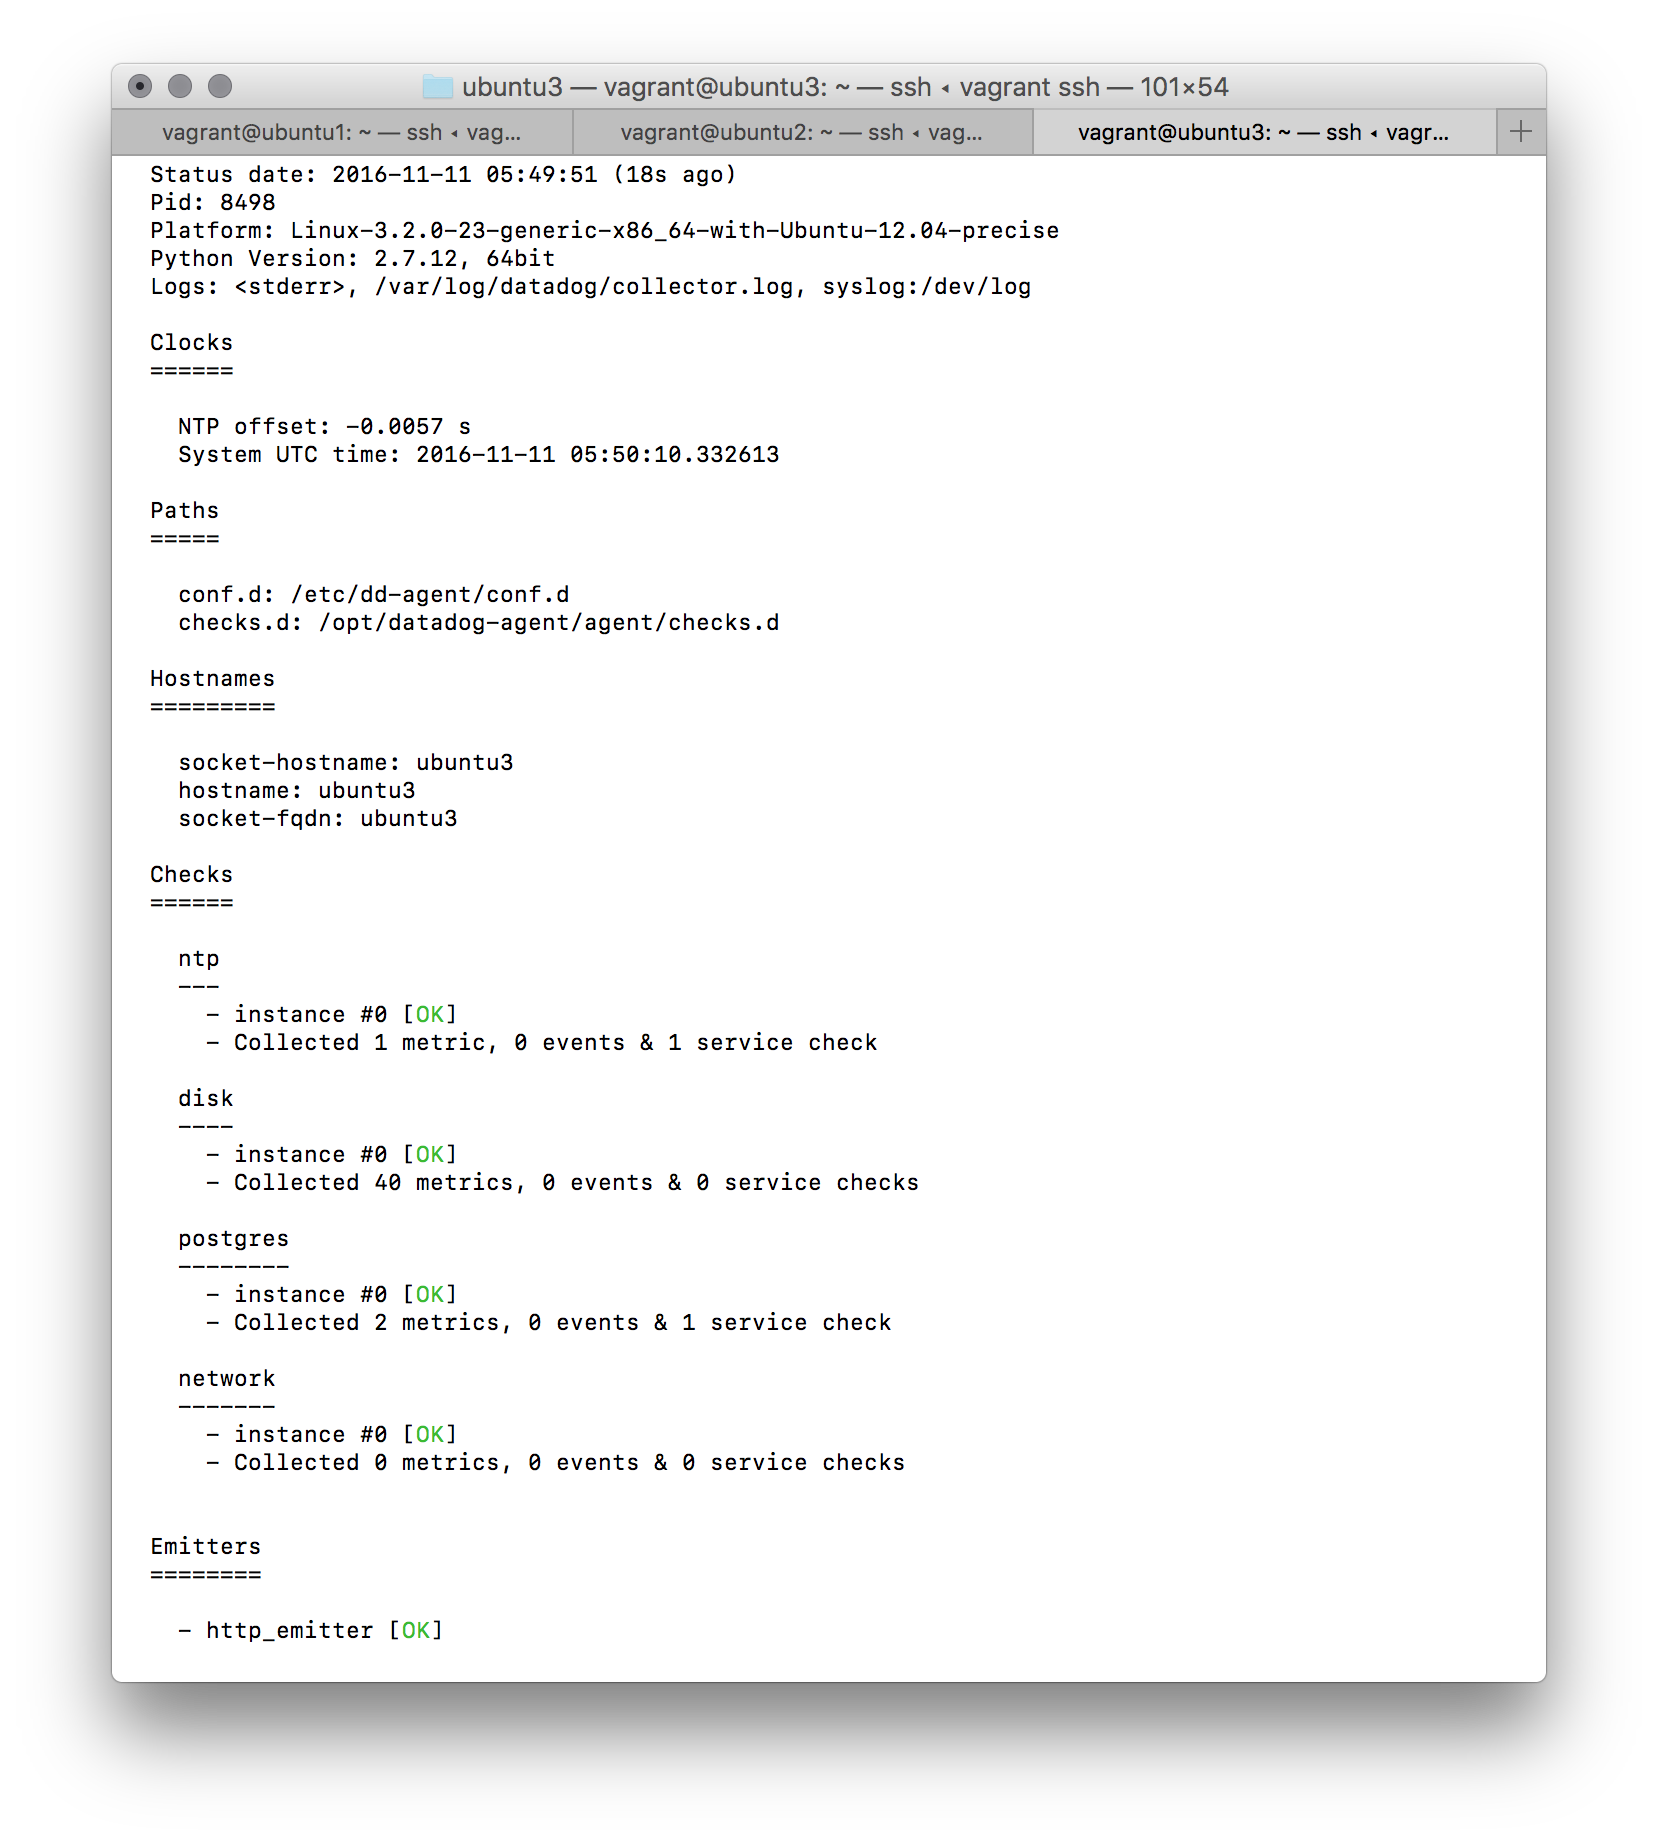 ubuntu3 — vagrant@ubuntu3: ~ — ssh ◂ vagrant ssh — 101×54
vagrant@ubuntu1: ~ — ssh ◂ vag...
vagrant@ubuntu2: ~ — ssh ◂ vag...
vagrant@ubuntu3: ~ — ssh ◂ vagr...
Status date: 2016-11-11 05:49:51 (18s ago)
Pid: 8498
Platform: Linux-3.2.0-23-generic-x86_64-with-Ubuntu-12.04-precise
Python Version: 2.7.12, 64bit
Logs: <stderr>, /var/log/datadog/collector.log, syslog:/dev/log
Clocks
======
NTP offset: -0.0057 s
System UTC time: 2016-11-11 05:50:10.332613
Paths
=====
conf.d: /etc/dd-agent/conf.d
checks.d: /opt/datadog-agent/agent/checks.d
Hostnames
=========
socket-hostname: ubuntu3
hostname: ubuntu3
socket-fqdn: ubuntu3
Checks
======
ntp
---
- instance #0 [OK]
- Collected 1 metric, 0 events & 1 service check
disk
----
- instance #0 [OK]
- Collected 40 metrics, 0 events & 0 service checks
postgres
--------
- instance #0 [OK]
- Collected 2 metrics, 0 events & 1 service check
network
-------
- instance #0 [OK]
- Collected 0 metrics, 0 events & 0 service checks
Emitters
========
- http_emitter [OK]